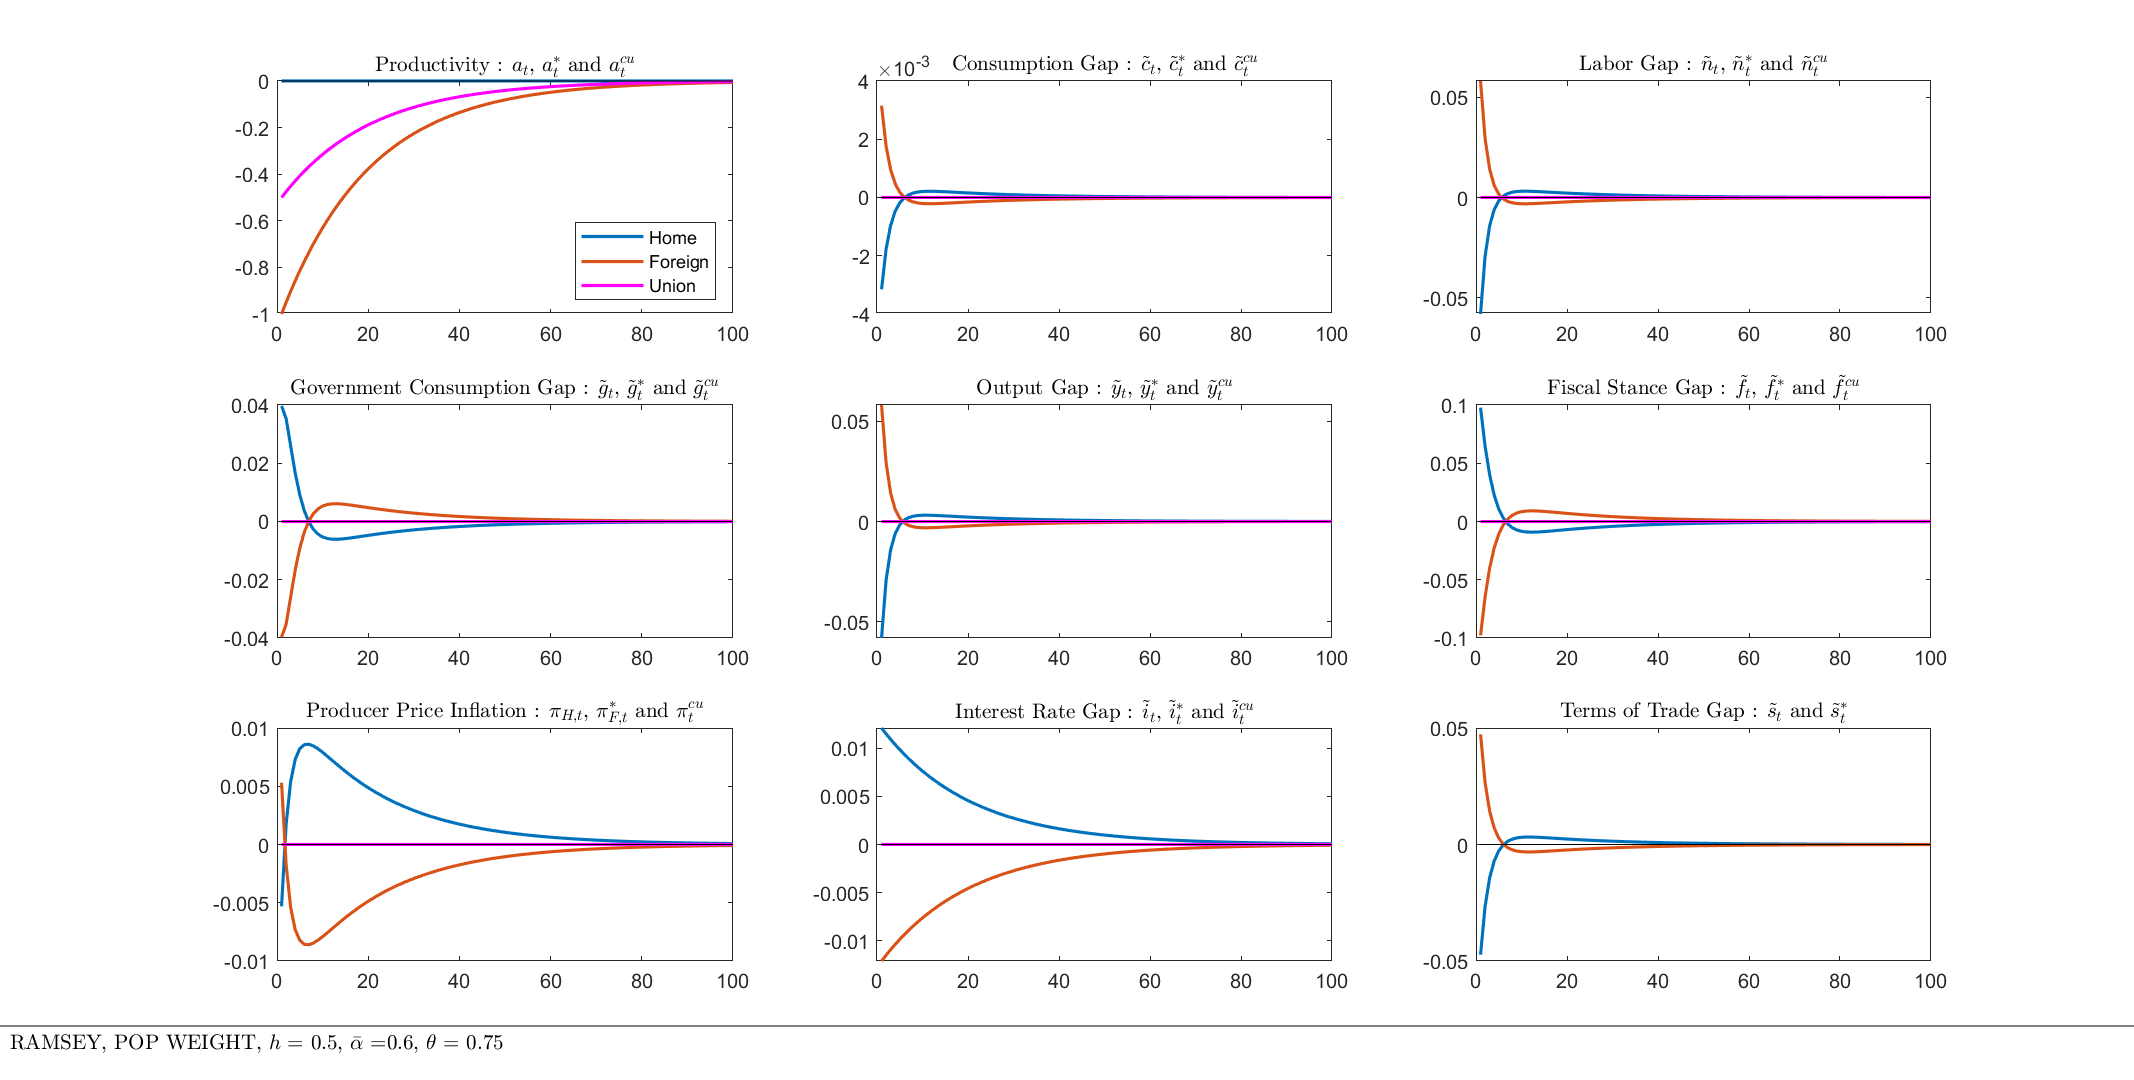 Productivity : a_t, a_t^* and a_t^{cu}
0
-0.2
-0.4
-0.6
-0.8
-1
0 20 40 60 80 100
Home
Foreign
Union
×10^{-3} Consumption Gap : c̃_t, c̃_t^* and c̃_t^{cu}
4
2
0
-2
-4
0 20 40 60 80 100
Labor Gap : ñ_t, ñ_t^* and ñ_t^{cu}
0.05
0
-0.05
0 20 40 60 80 100
Government Consumption Gap : g̃_t, g̃_t^* and g̃_t^{cu}
0.04
0.02
0
-0.02
-0.04
0 20 40 60 80 100
Output Gap : ỹ_t, ỹ_t^* and ỹ_t^{cu}
0.05
0
-0.05
0 20 40 60 80 100
Fiscal Stance Gap : f̃_t, f̃_t^* and f̃_t^{cu}
0.1
0.05
0
-0.05
-0.1
0 20 40 60 80 100
Producer Price Inflation : π_{H,t}, π_{F,t}^* and π_t^{cu}
0.01
0.005
0
-0.005
-0.01
0 20 40 60 80 100
Interest Rate Gap : ĩ_t, ĩ_t^* and ĩ_t^{cu}
0.01
0.005
0
-0.005
-0.01
0 20 40 60 80 100
Terms of Trade Gap : s̃_t and s̃_t^*
0.05
0
-0.05
0 20 40 60 80 100
RAMSEY, POP WEIGHT, h = 0.5, ᾱ =0.6, θ = 0.75